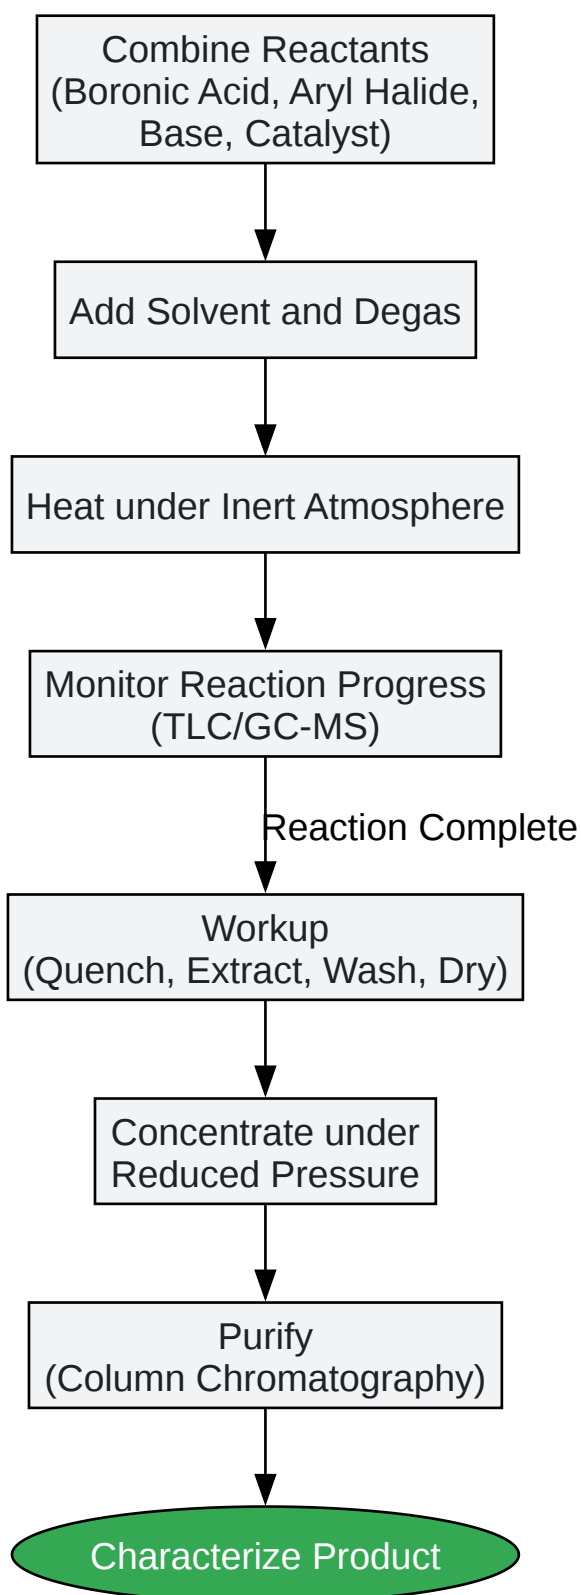 Combine Reactants
(Boronic Acid, Aryl Halide,
Base, Catalyst)
Add Solvent and Degas
Heat under Inert Atmosphere
Monitor Reaction Progress
(TLC/GC-MS)
Reaction Complete
Workup
(Quench, Extract, Wash, Dry)
Concentrate under
Reduced Pressure
Purify
(Column Chromatography)
Characterize Product